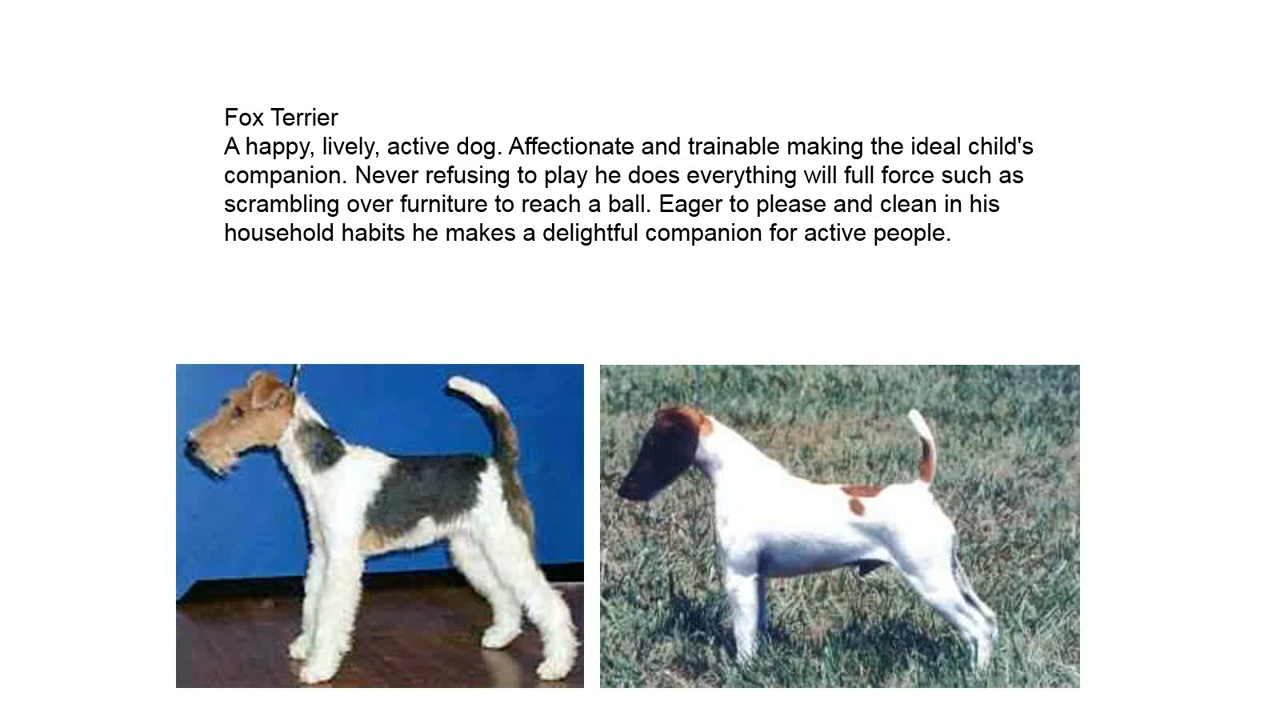 Fox Terrier
A happy, lively, active dog. Affectionate and trainable making the ideal child's
companion. Never refusing to play he does everything will full force such as
scrambling over furniture to reach a ball. Eager to please and clean in his
household habits he makes a delightful companion for active people.